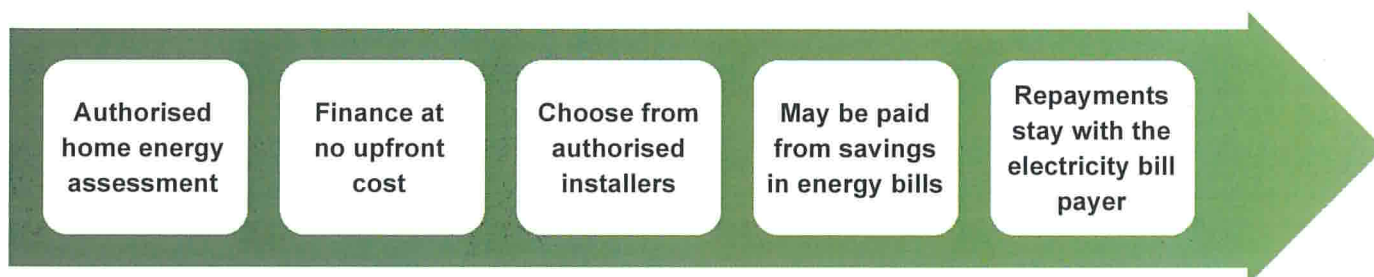 Authorised
home energy
assessment
Finance at
no upfront
cost
Choose from
authorised
installers
May be paid
from savings
in energy bills
Repayments
stay with the
electricity bill
payer